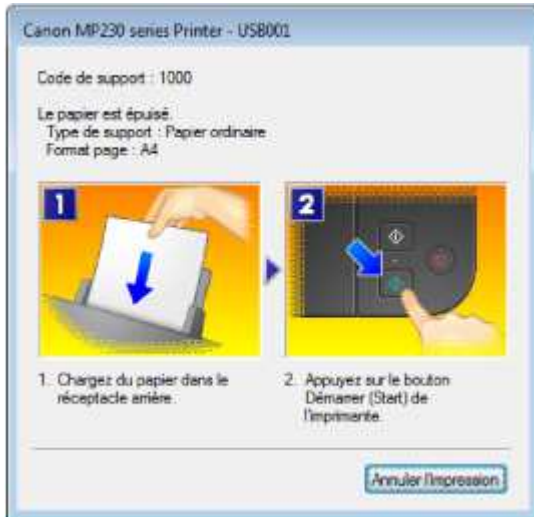 Canon MP230 series Printer - USB001
Code de support : 1000
Le papier est épuisé.
Type de support : Papier ordinaire
Format page : A4
1
2
1. Chargez du papier dans le
réceptacle arrière.
2. Appuyez sur le bouton
Démarrer (Start) de
l'imprimante.
Annuler l'impression